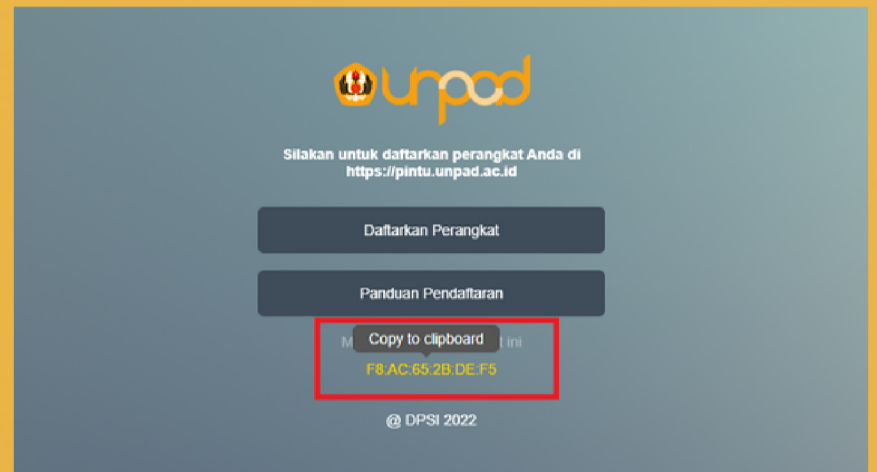 unpad
Silakan untuk daftarkan perangkat Anda di
https://pintu.unpad.ac.id
Daftarkan Perangkat
Panduan Pendaftaran
Copy to clipboard
ini
F8:AC:65:2B:DE:F5
@ DPSI 2022